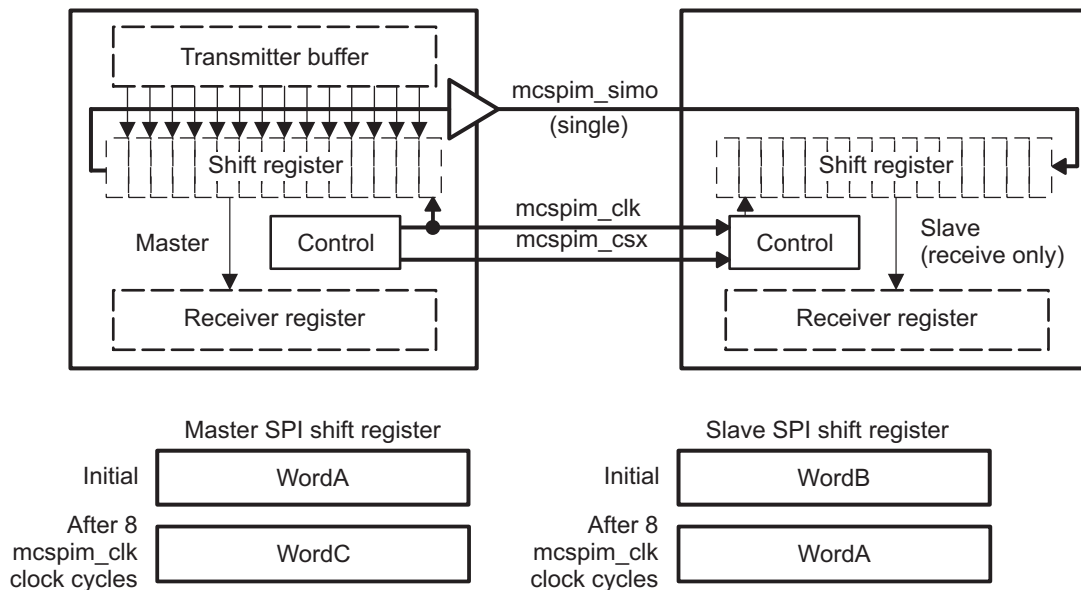 Transmitter buffer
mcspim_simo
(single)
Shift register
Shift register
mcspim_clk
Master
Control
mcspim_csx
Control
Slave
(receive only)
Receiver register
Receiver register
Master SPI shift register
Slave SPI shift register
Initial
WordA
Initial
WordB
After 8
mcspim_clk
clock cycles
WordC
After 8
mcspim_clk
clock cycles
WordA